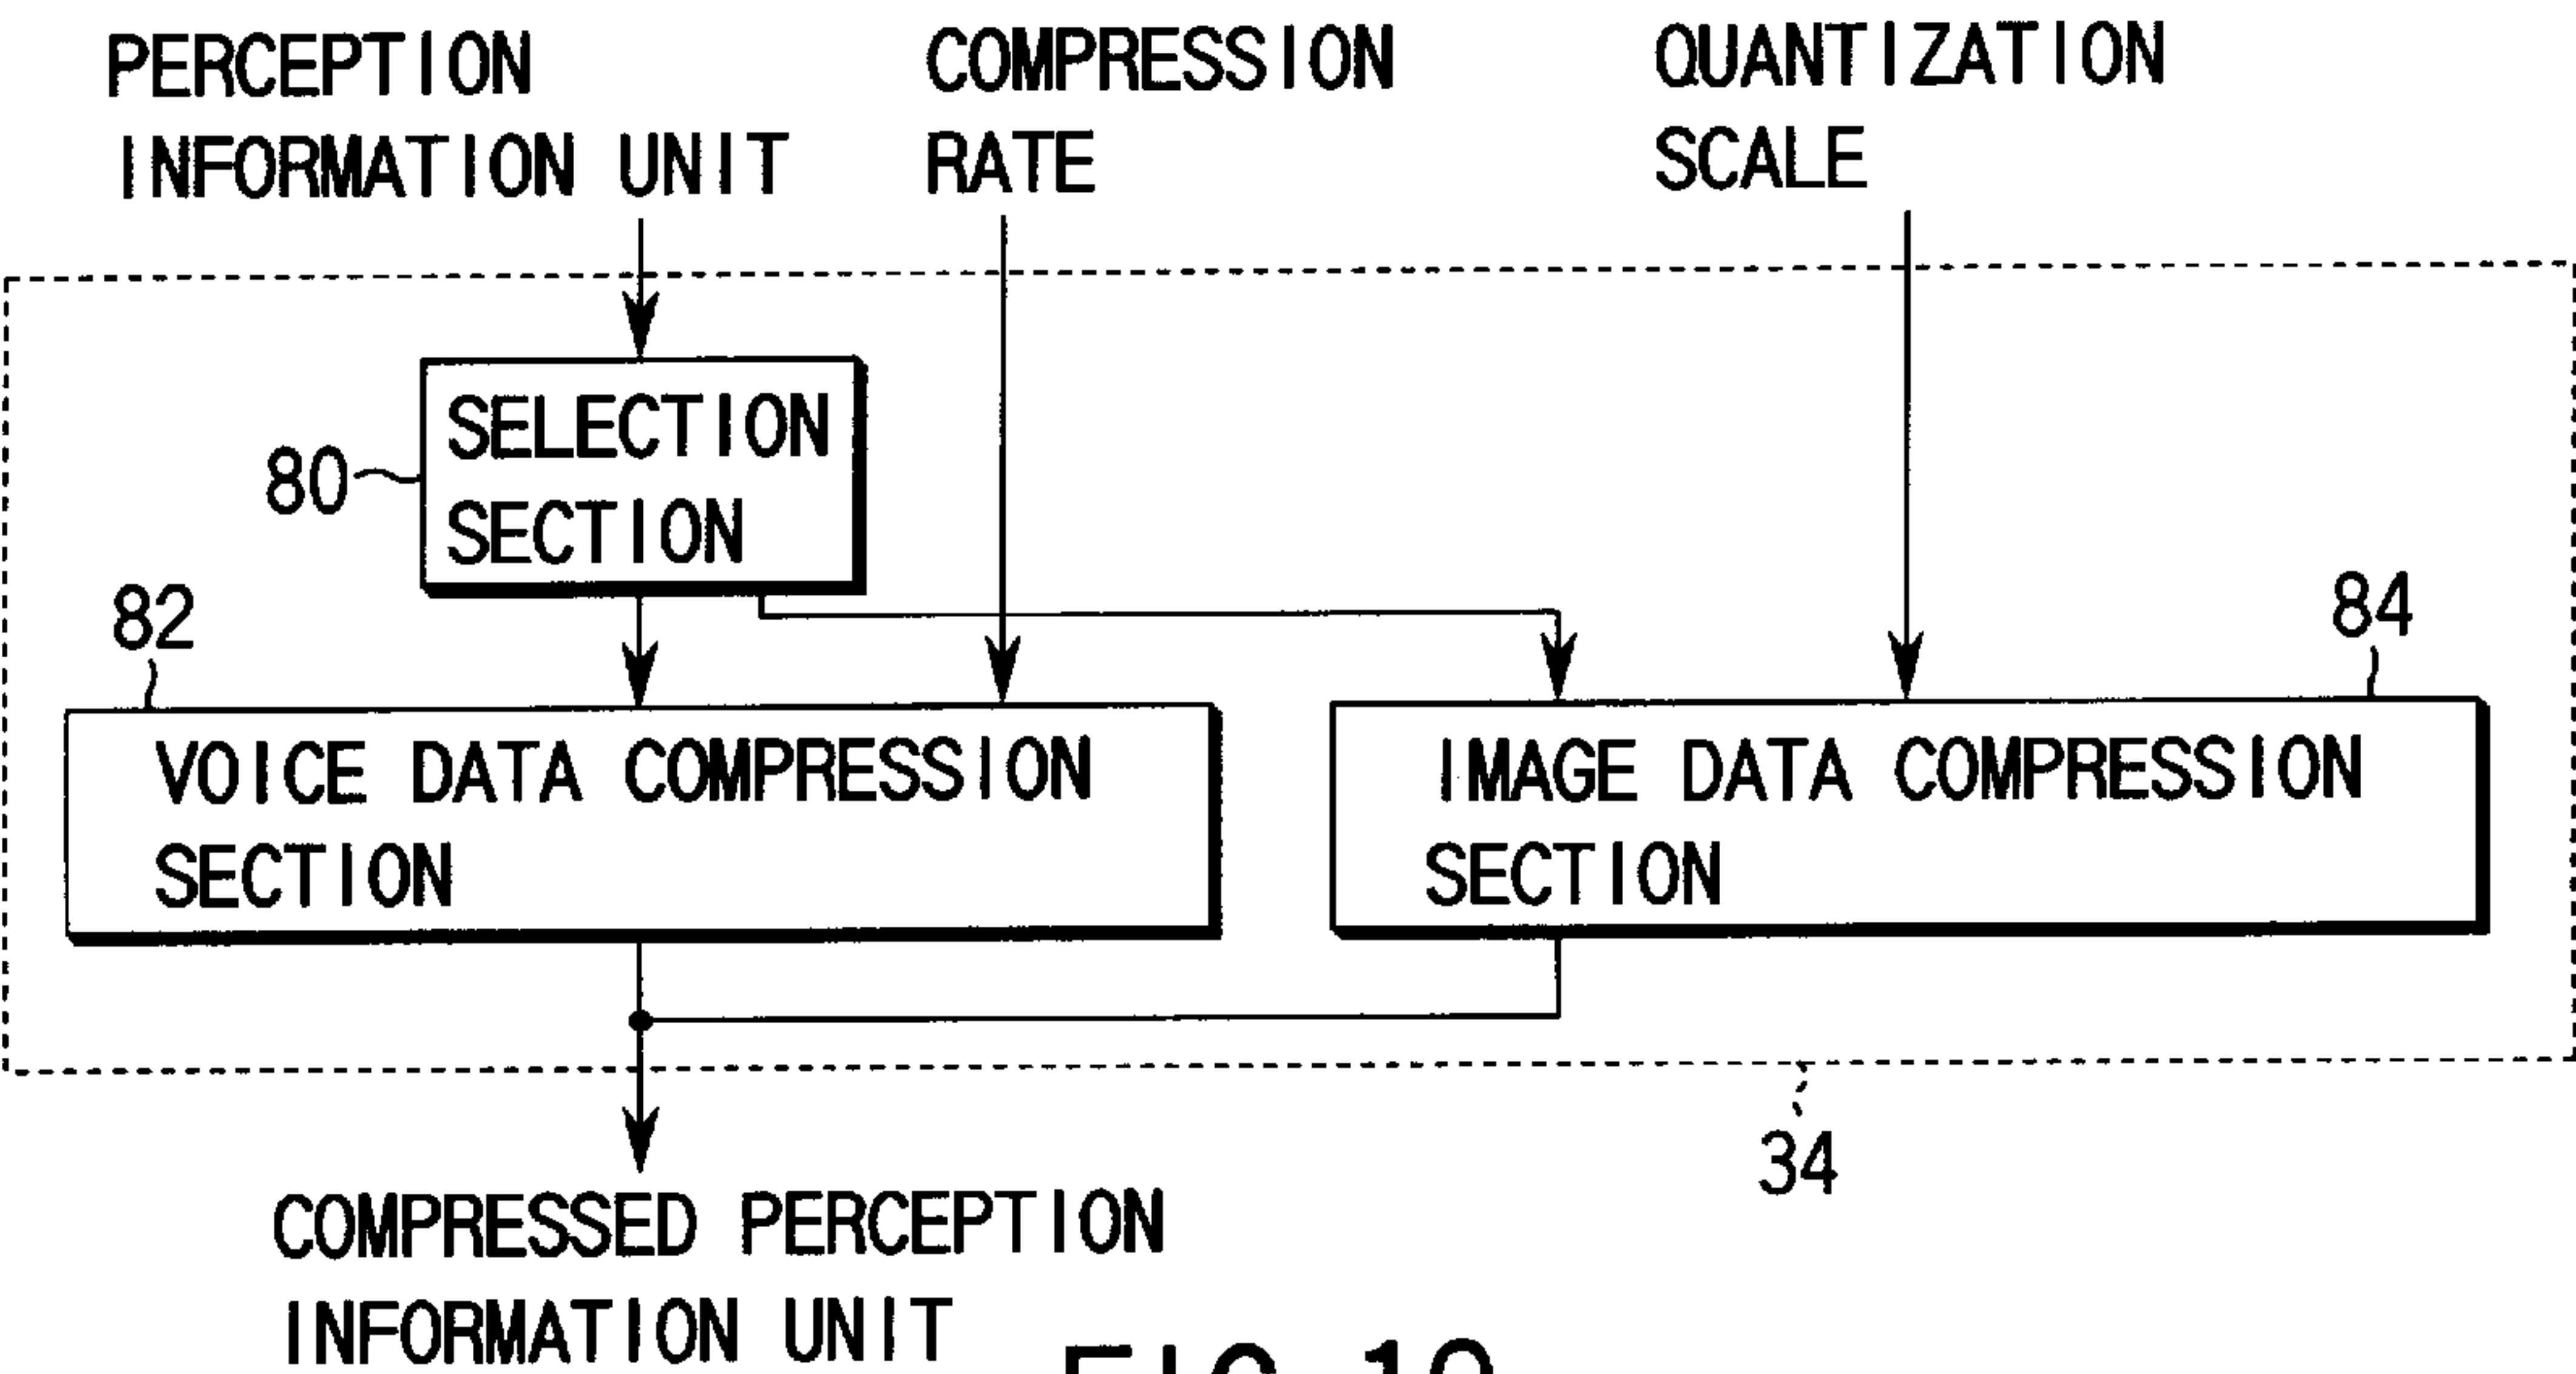 PERCEPTION
INFORMATION UNIT
COMPRESSION
RATE
QUANTIZATION
SCALE
80
SELECTION
SECTION
82
84
VOICE DATA COMPRESSION
SECTION
IMAGE DATA COMPRESSION
SECTION
34
COMPRESSED PERCEPTION
INFORMATION UNIT